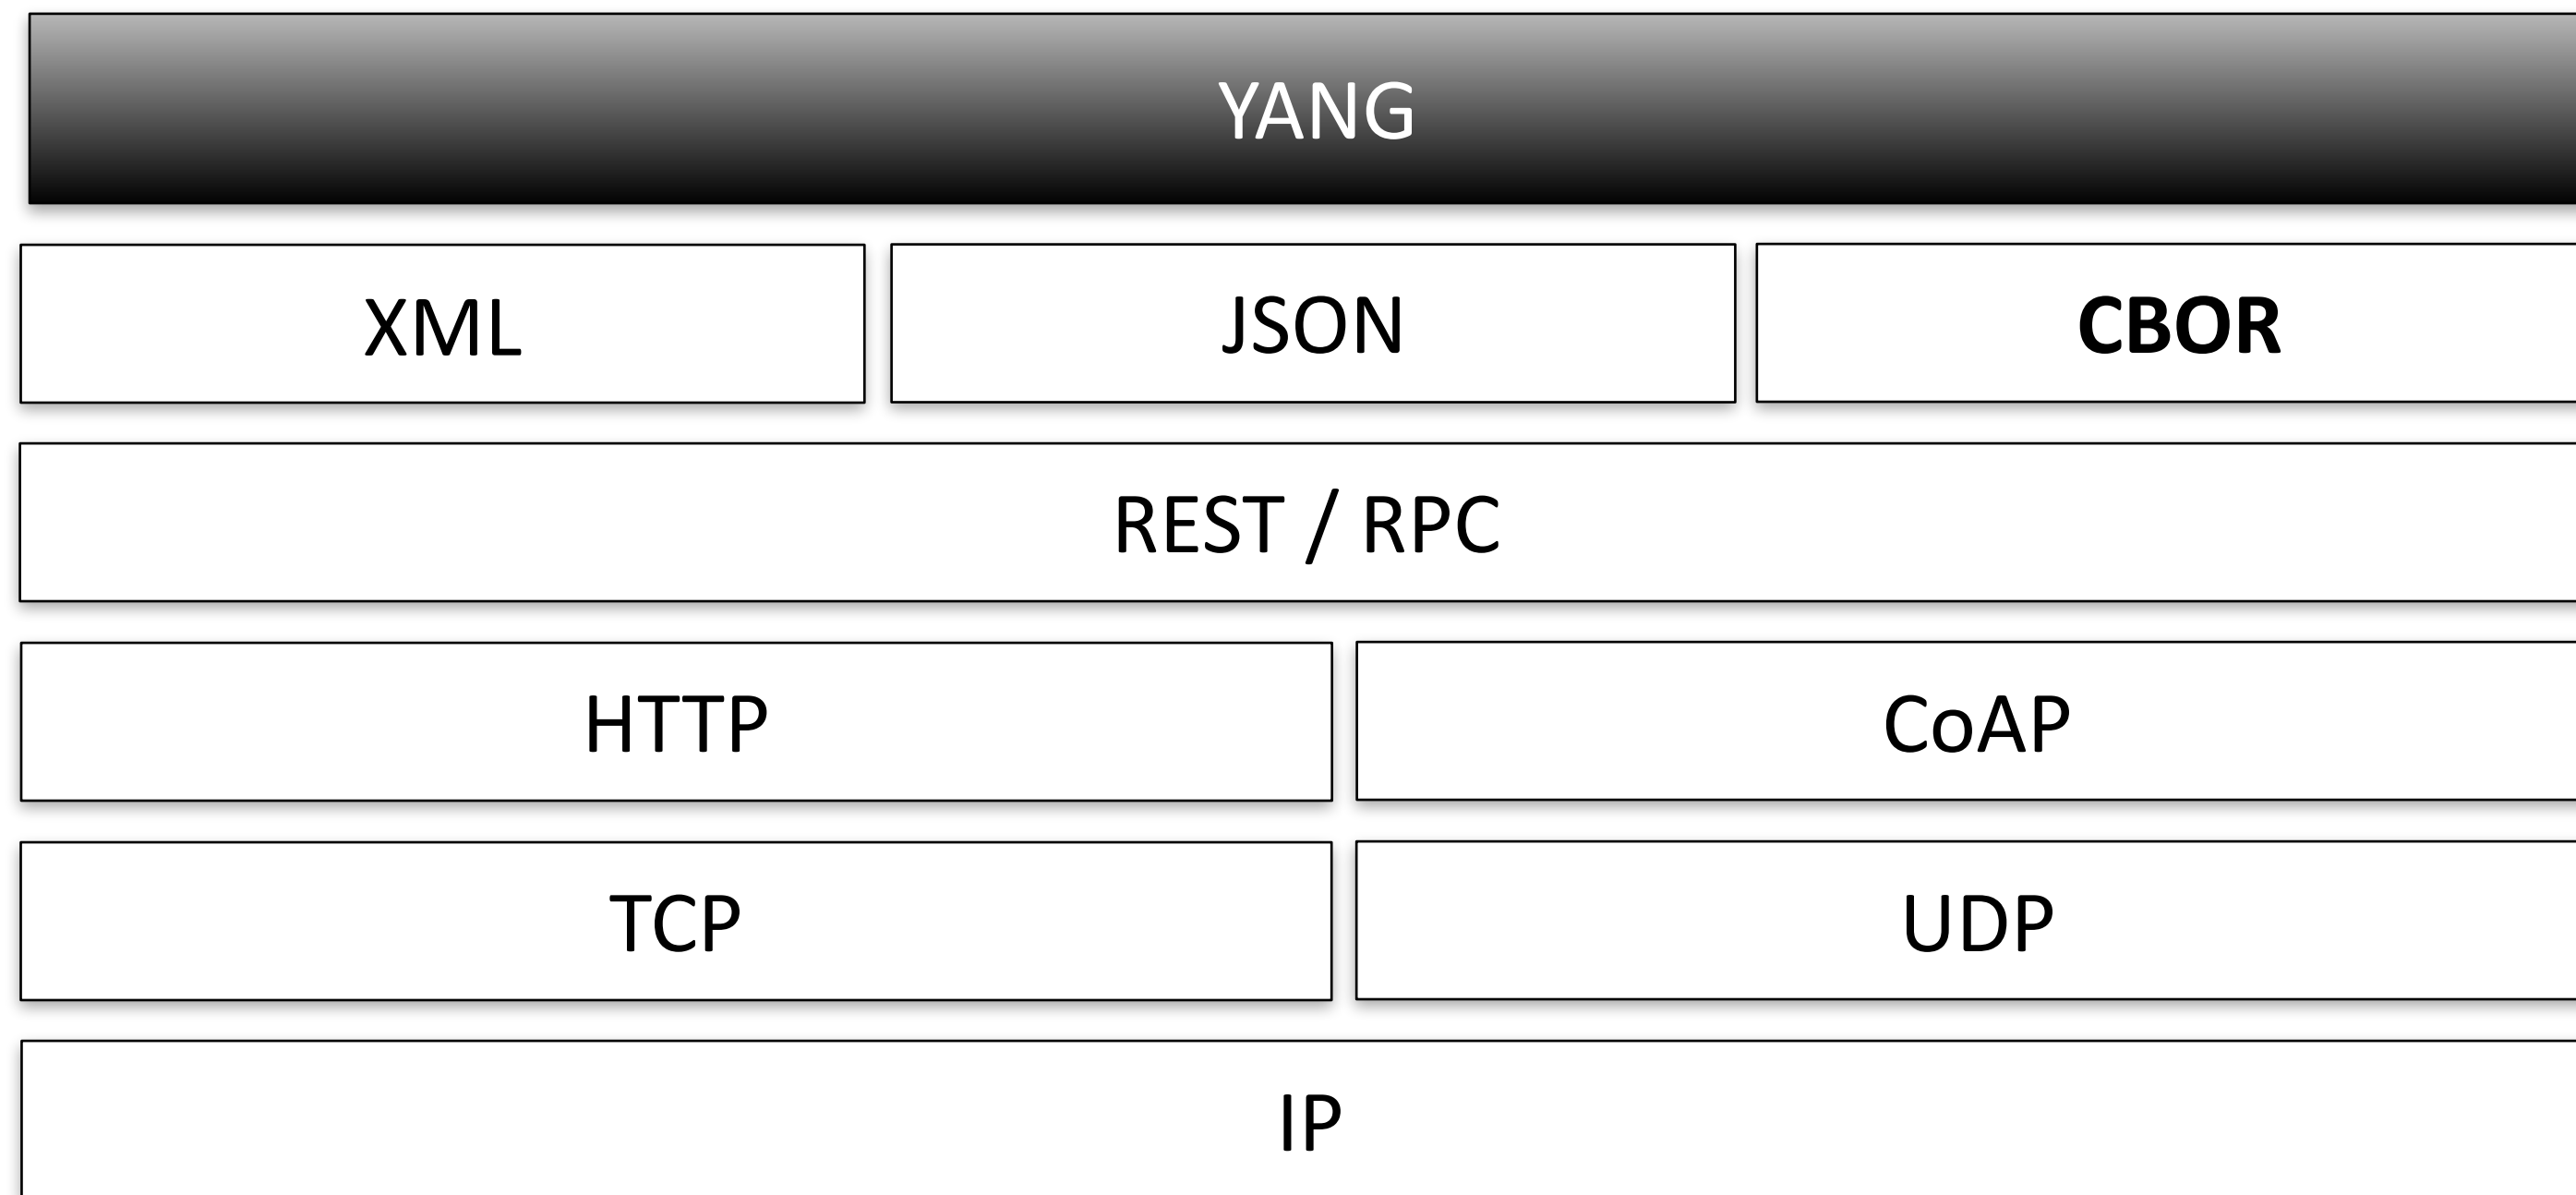 YANG
XML
JSON
CBOR
REST / RPC
HTTP
CoAP
TCP
UDP
IP